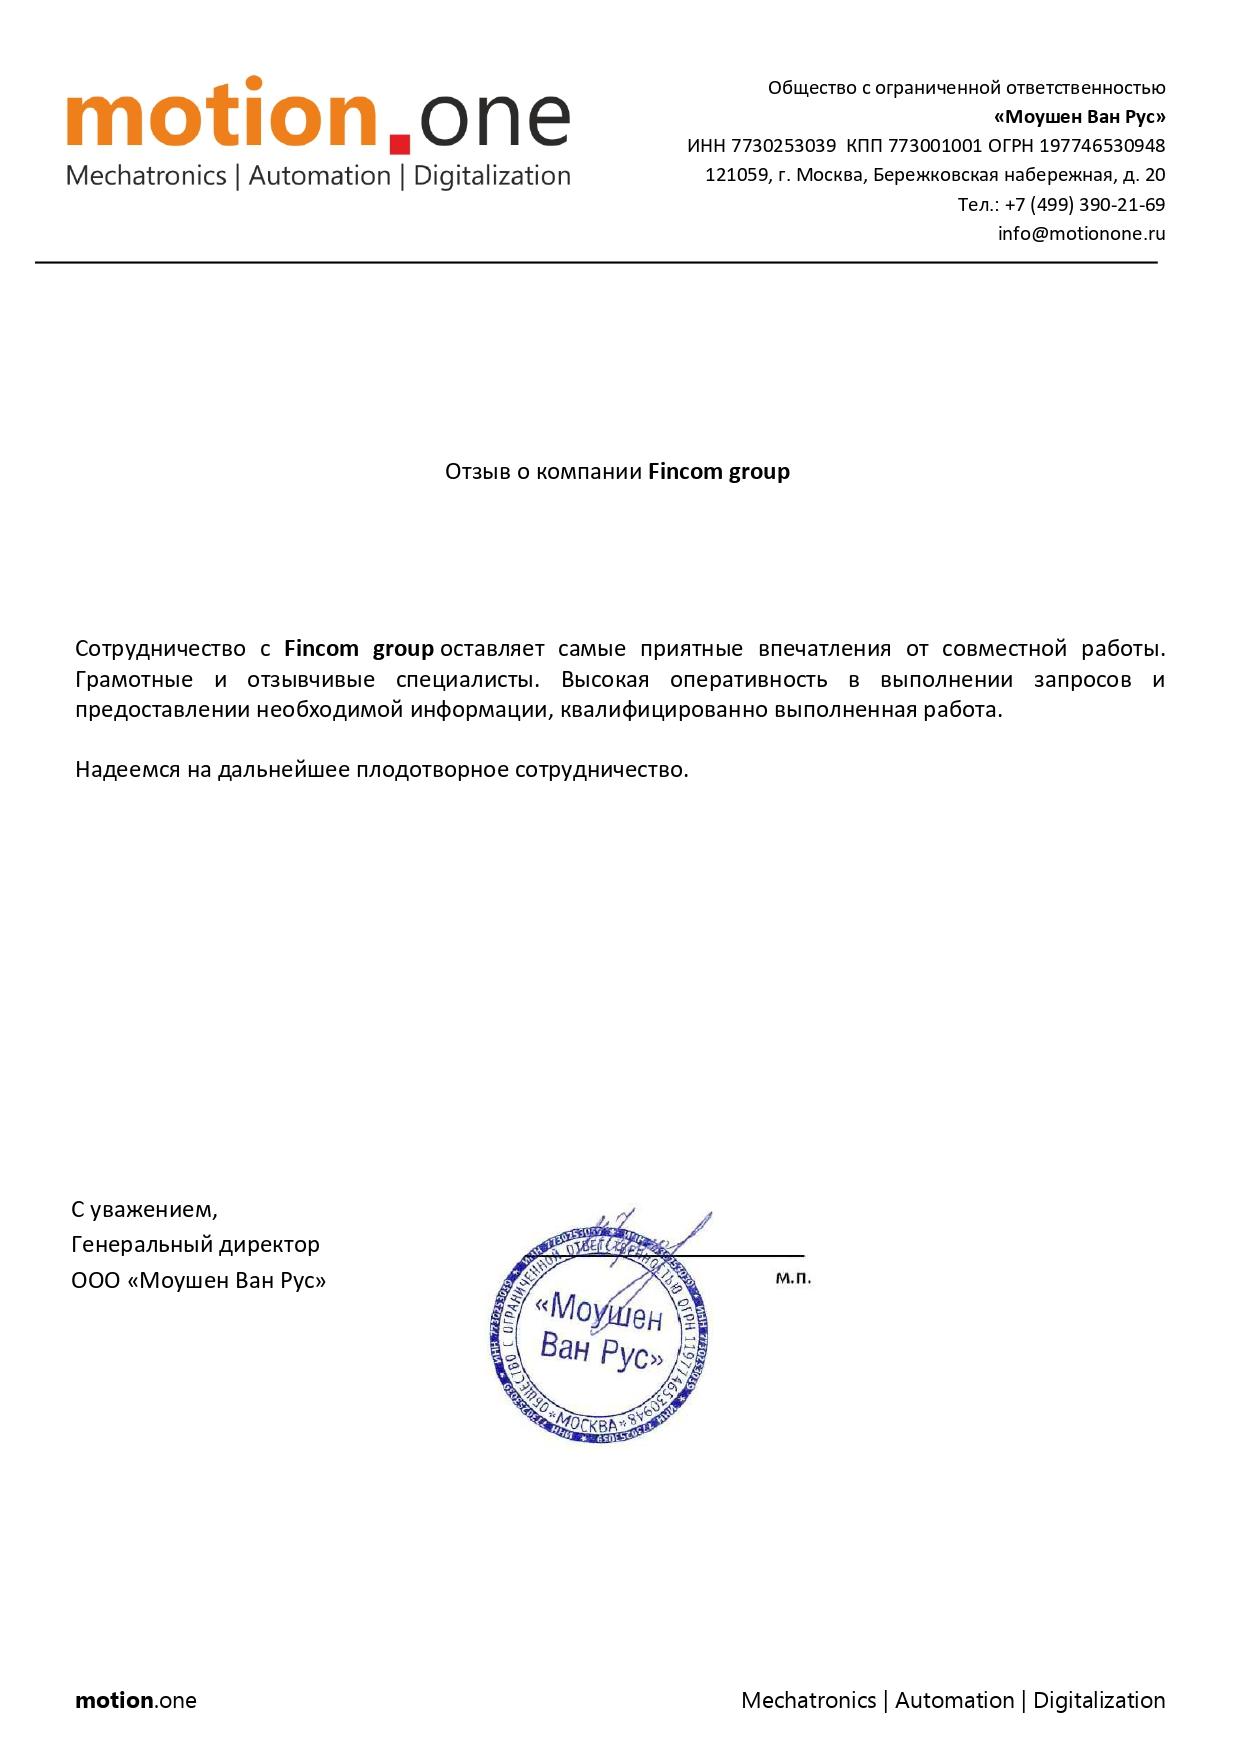 motion.one
Mechatronics | Automation | Digitalization
Общество с ограниченной ответственностью
«Моушен Ван Рус»
ИНН 7730253039 КПП 773001001 ОГРН 197746530948
121059, г. Москва, Бережковская набережная, д. 20
Тел.: +7 (499) 390-21-69
info@motionone.ru
Отзыв о компании Fincom group
Сотрудничество с Fincom group оставляет самые приятные впечатления от совместной работы.
Грамотные и отзывчивые специалисты. Высокая оперативность в выполнении запросов и
предоставлении необходимой информации, квалифицированно выполненная работа.
Надеемся на дальнейшее плодотворное сотрудничество.
С уважением,
Генеральный директор
ООО «Моушен Ван Рус»
м.п.
ОБЩЕСТВО С ОГРАНИЧЕННОЙ ОТВЕТСТВЕННОСТЬЮ ОГРН 1197746530948
* МОСКВА *
ИНН 7730253039 * ИНН 7730253039 * ИНН 7730253039
«Моушен
Ван Рус»
motion.one
Mechatronics | Automation | Digitalization